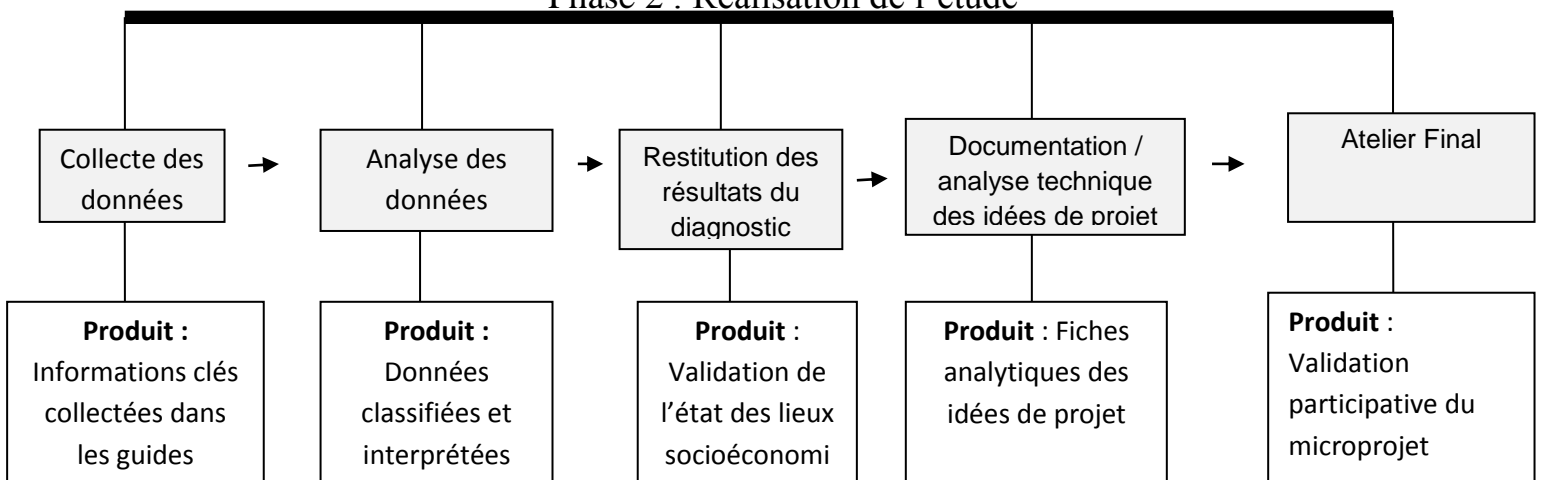 Phase 2 : Réalisation de l'étude
Collecte des
données
Analyse des
données
Restitution des
résultats du
diagnostic
Documentation /
analyse technique
des idées de projet
Atelier Final
Produit :
Informations clés
collectées dans
les guides
Produit :
Données
classifiées et
interprétées
Produit :
Validation de
l’état des lieux
socioéconomi
Produit : Fiches
analytiques des
idées de projet
Produit :
Validation
participative du
microprojet